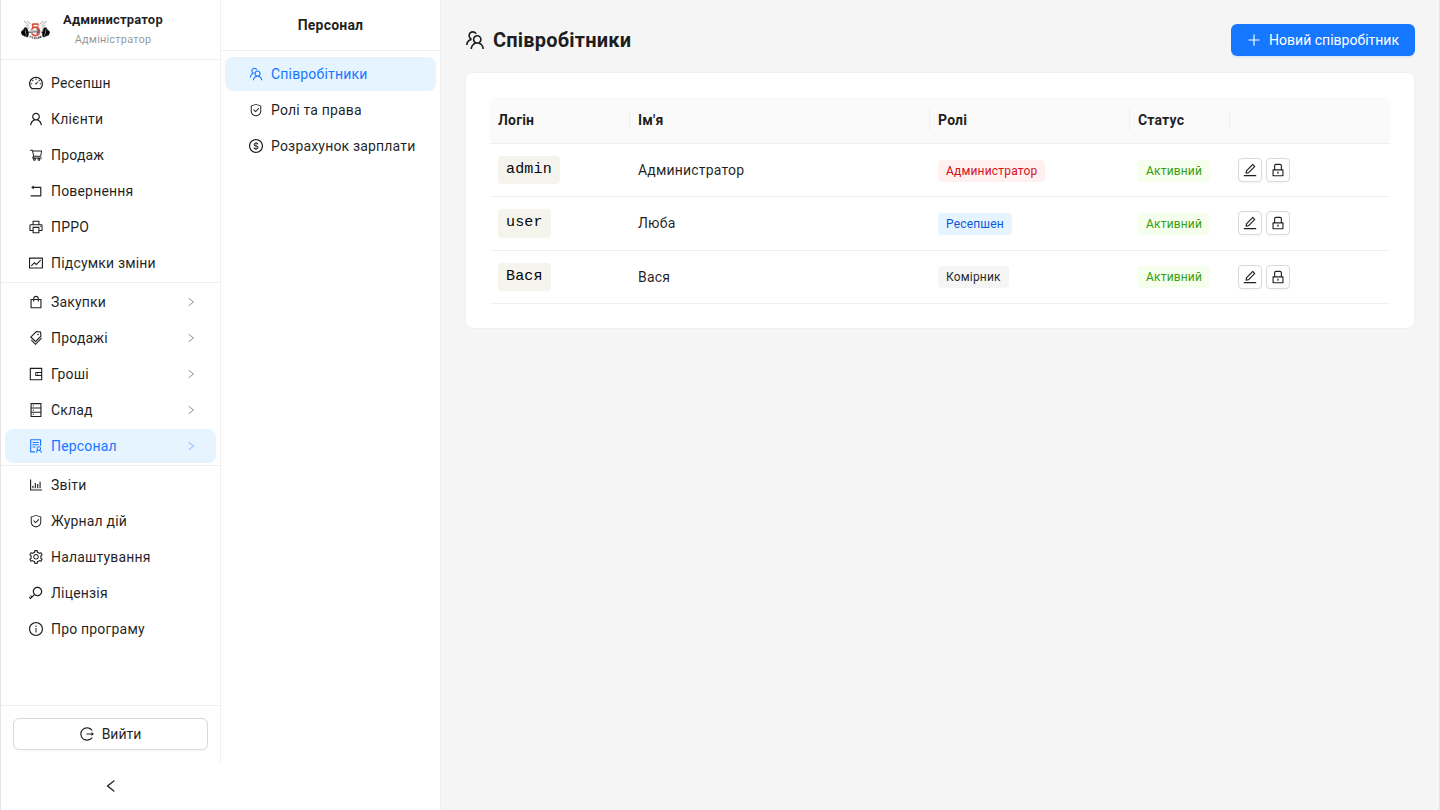 Администратор
Адміністратор
Ресепшн
Клієнти
Продаж
Повернення
ПРРО
Підсумки зміни
Закупки
Продажі
Гроші
Склад
Персонал
Звіти
Журнал дій
Налаштування
Ліцензія
Про програму
Вийти
Персонал
Співробітники
Ролі та права
Розрахунок зарплати
Співробітники
Новий співробітник
Логін Ім'я Ролі Статус
admin Администратор Администратор Активний
user Люба Ресепшен Активний
Вася Вася Комірник Активний